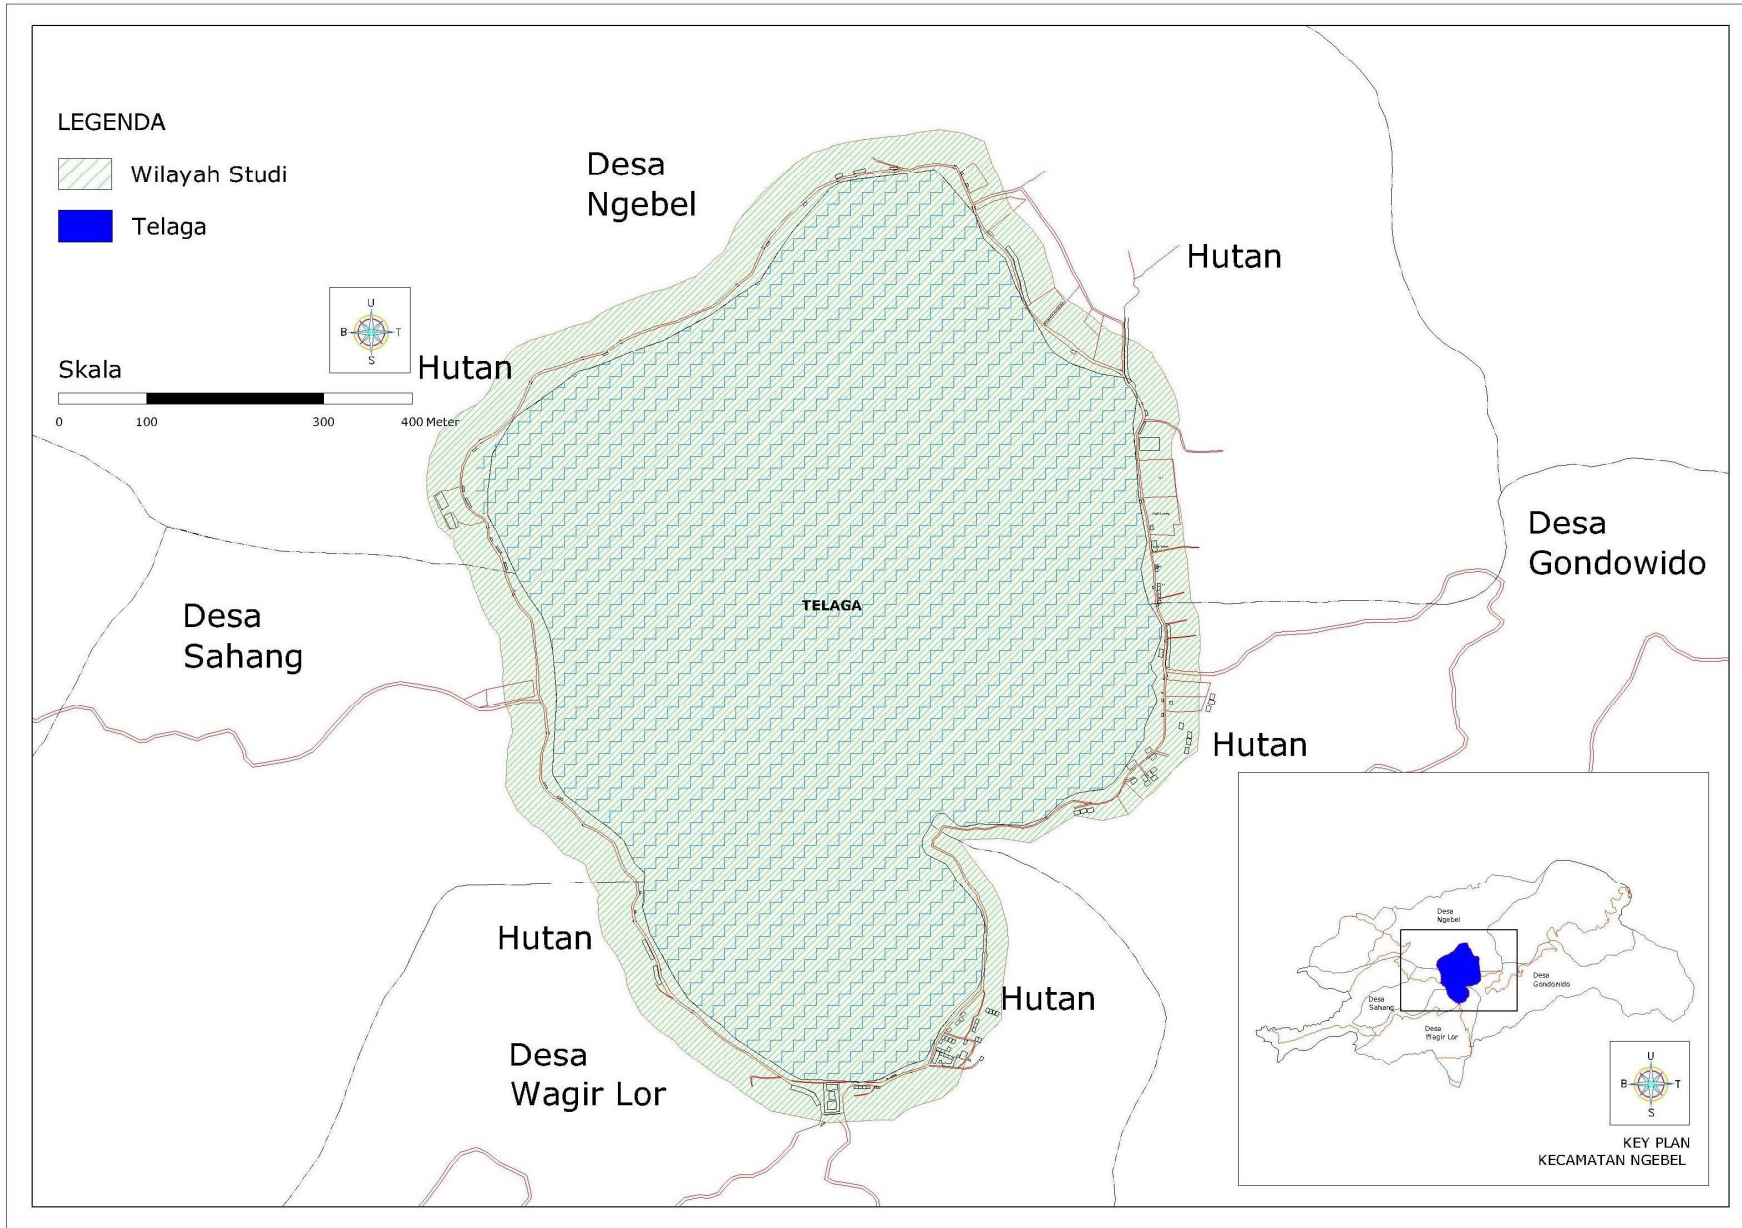 LEGENDA
Wilayah Studi
Telaga
U
B
T
S
Skala
0
100
300
400 Meter
Desa
Ngebel
Hutan
Hutan
Desa
Gondowido
Desa
Sahang
TELAGA
Hutan
Hutan
Hutan
Desa
Wagir Lor
Desa
Ngebel
Desa
Gondowido
Desa
Sahang
Desa
Wagir Lor
U
B
T
S
KEY PLAN
KECAMATAN NGEBEL